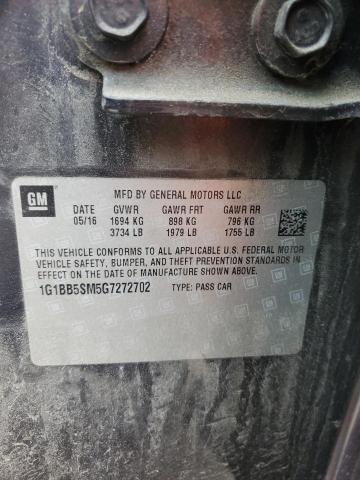 GM
MFD BY GENERAL MOTORS LLC
DATE GVWR GAWR FRT GAWR RR
05/16 1694 KG 898 KG 796 KG
3734 LB 1979 LB 1755 LB
THIS VEHICLE CONFORMS TO ALL APPLICABLE U.S. FEDERAL MOTOR
VEHICLE SAFETY, BUMPER, AND THEFT PREVENTION STANDARDS IN
EFFECT ON THE DATE OF MANUFACTURE SHOWN ABOVE.
1G1BB5SM5G7272702 TYPE: PASS CAR